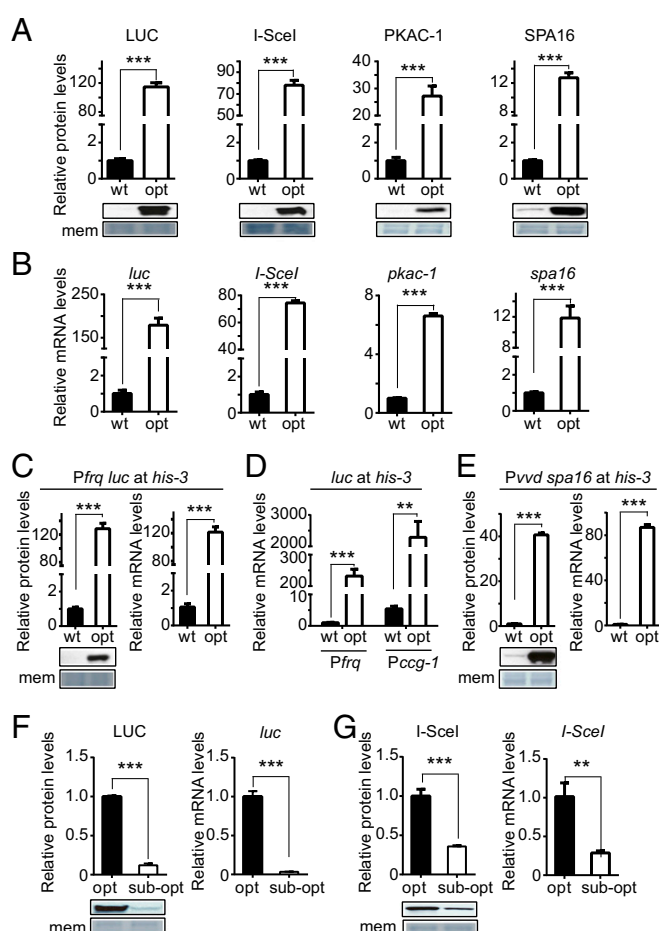 A
LUC
I-SceI
PKAC-1
SPA16
Relative protein levels
***
***
***
***
120
80
2
1
0
90
70
50
2
1
0
40
30
20
10
2
1
0
12
8
2
1
0
wt opt
wt opt
wt opt
wt opt
mem
B
luc
I-SceI
pkac-1
spa16
Relative mRNA levels
***
***
***
***
250
150
2
0
80
60
40
2
0
8
4
2
0
12
8
2
0
wt opt
wt opt
wt opt
wt opt
C
Pfrq luc at his-3
Relative protein levels
***
120
80
2
1
0
wt opt
mem
Relative mRNA levels
***
120
80
2
1
0
wt opt
D
luc at his-3
Relative mRNA levels
3000
2000
300
200
10
0
***
**
wt opt wt opt
Pfrq
Pccg-1
E
Pvvd spa16 at his-3
Relative protein levels
***
40
20
0
wt opt
mem
Relative mRNA levels
***
80
40
0
wt opt
F
LUC
Relative protein levels
***
1.5
1.0
0.5
0
opt sub-opt
mem
luc
Relative mRNA levels
***
1.5
1.0
0.5
0
opt sub-opt
G
I-SceI
Relative protein levels
***
1.5
1.0
0.5
0
opt sub-opt
mem
I-SceI
Relative mRNA levels
**
1.5
1.0
0.5
0
opt sub-opt